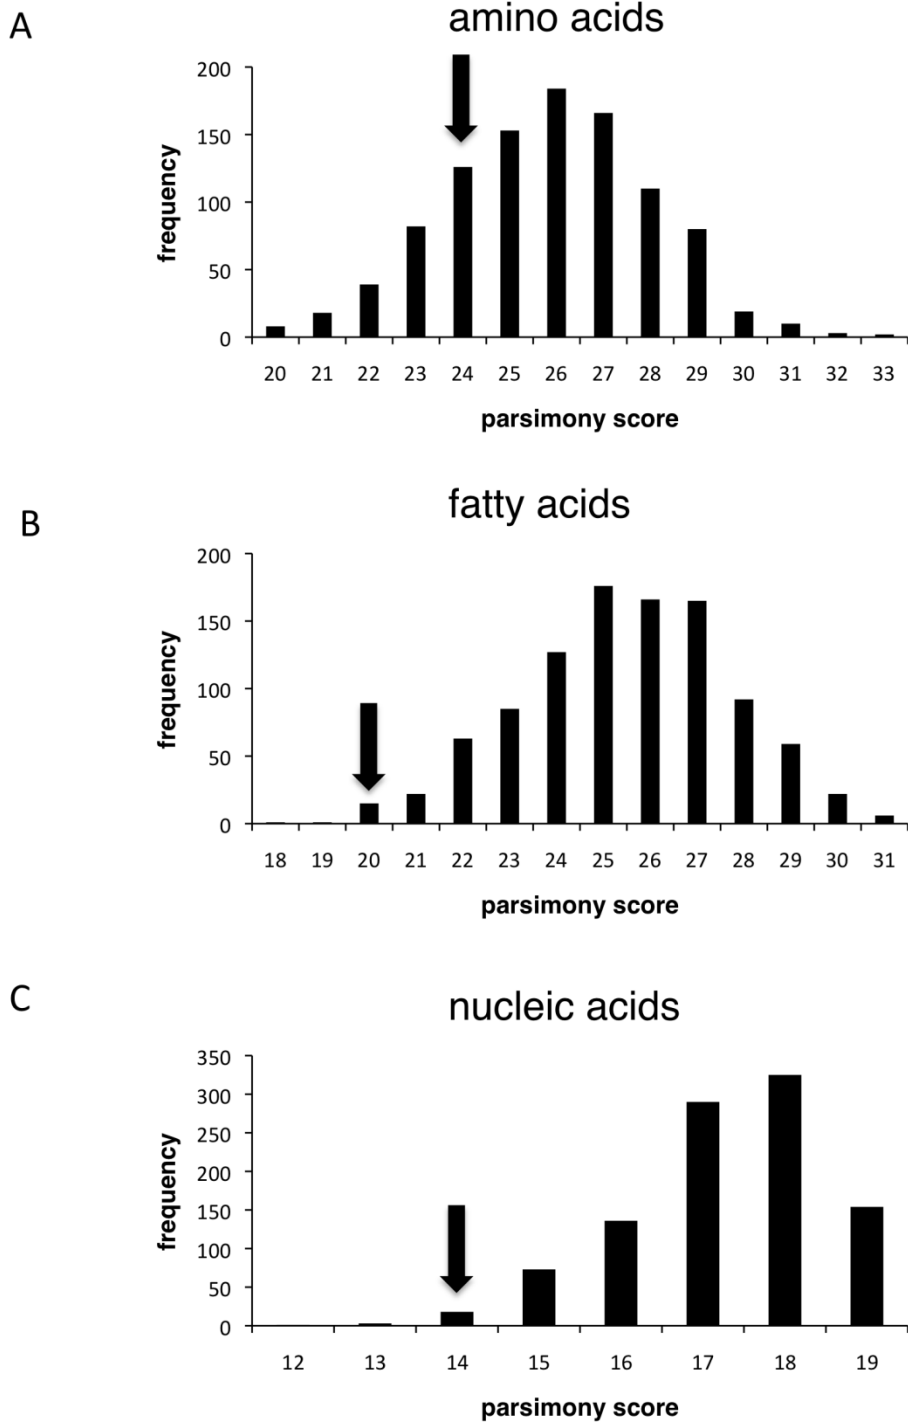 A
amino acids
200
150
100
50
0
frequency
20 21 22 23 24 25 26 27 28 29 30 31 32 33
parsimony score
B
fatty acids
200
150
100
50
0
frequency
18 19 20 21 22 23 24 25 26 27 28 29 30 31
parsimony score
C
nucleic acids
350
300
250
200
150
100
50
0
frequency
12 13 14 15 16 17 18 19
parsimony score